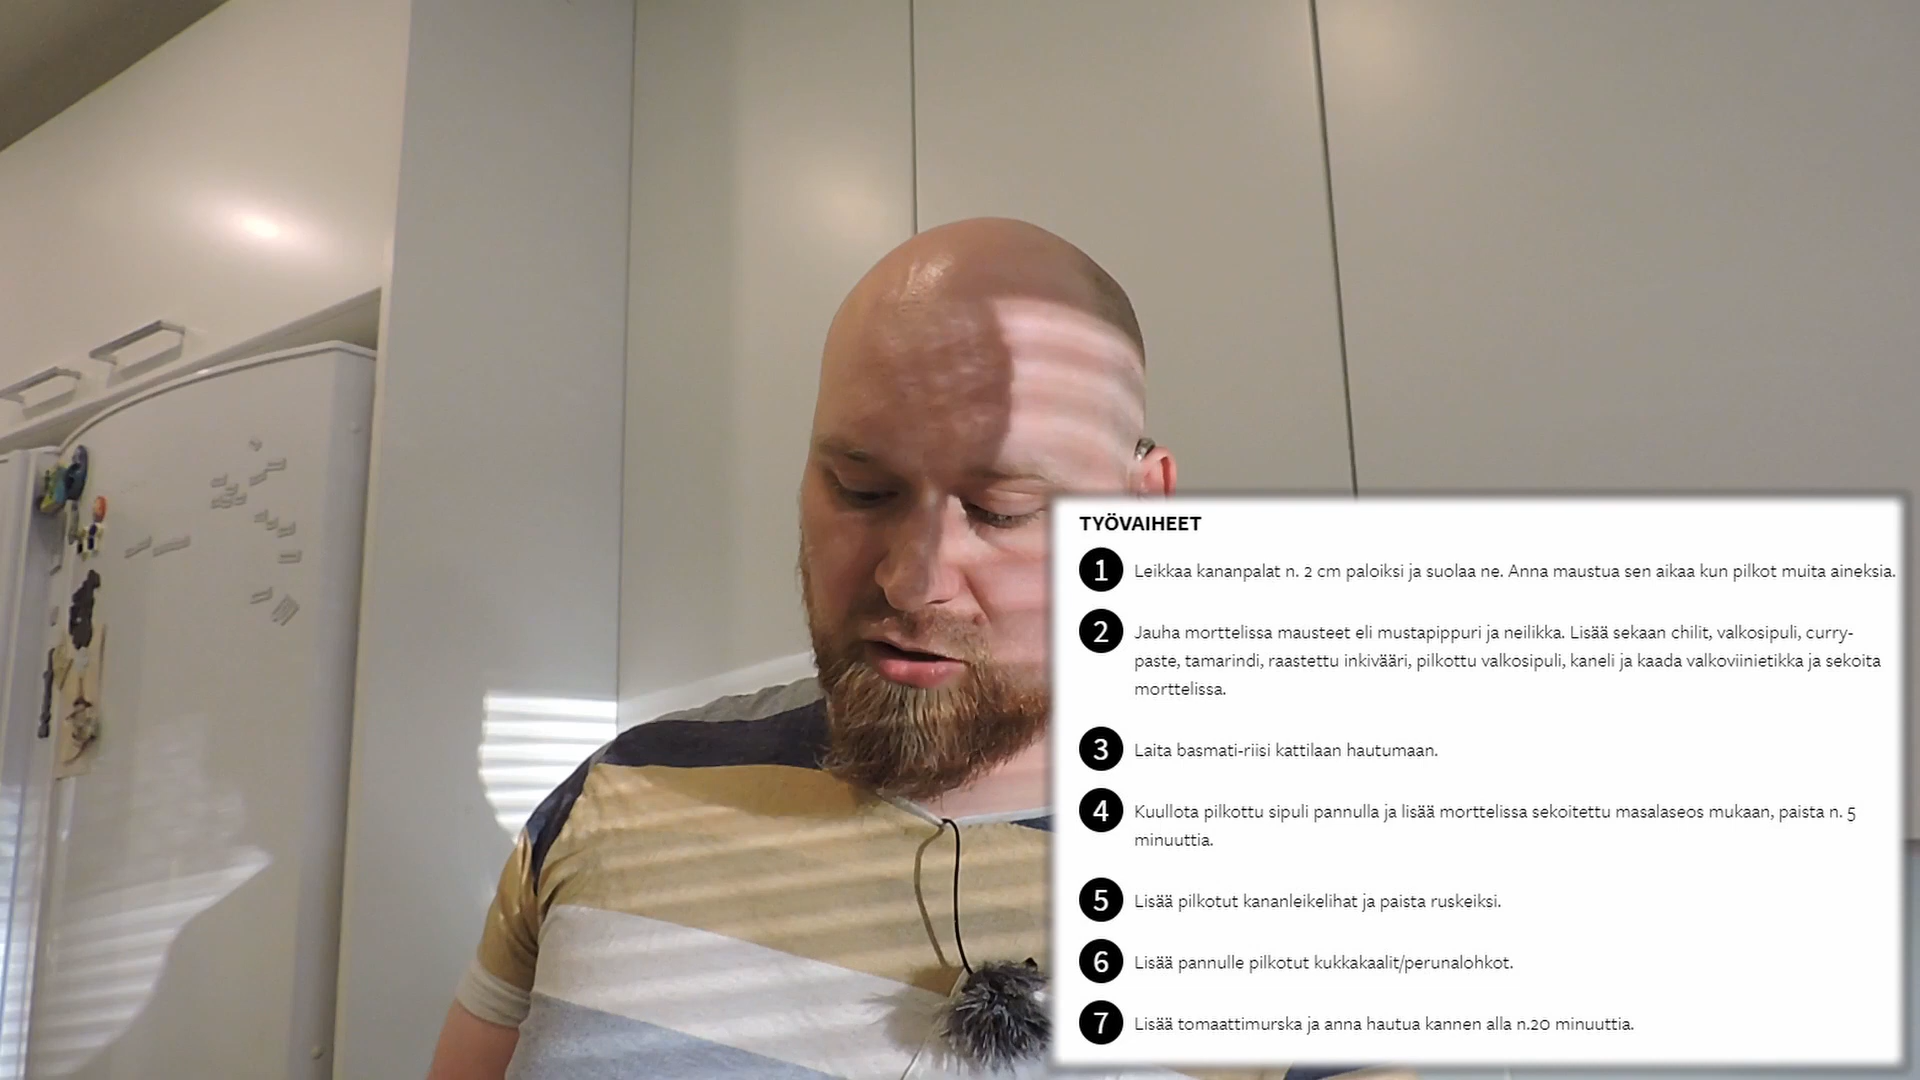 TYÖVAIHEET
1 Leikkaa kananpalat n. 2 cm paloiksi ja suolaa ne. Anna maustua sen aikaa kun pilkot muita aineksia.
2 Jauha morttelissa mausteet eli mustapippuri ja neilikka. Lisää sekaan chilit, valkosipuli, curry-
paste, tamarindi, raastettu inkivääri, pilkottu valkosipuli, kaneli ja kaada valkoviinietikka ja sekoita
morttelissa.
3 Laita basmati-riisi kattilaan hautumaan.
4 Kuullota pilkottu sipuli pannulla ja lisää morttelissa sekoitettu masalaseos mukaan, paista n. 5
minuuttia.
5 Lisää pilkotut kananleikelihat ja paista ruskeiksi.
6 Lisää pannulle pilkotut kukkakaalit/perunalohkot.
7 Lisää tomaattimurska ja anna hautua kannen alla n.20 minuuttia.